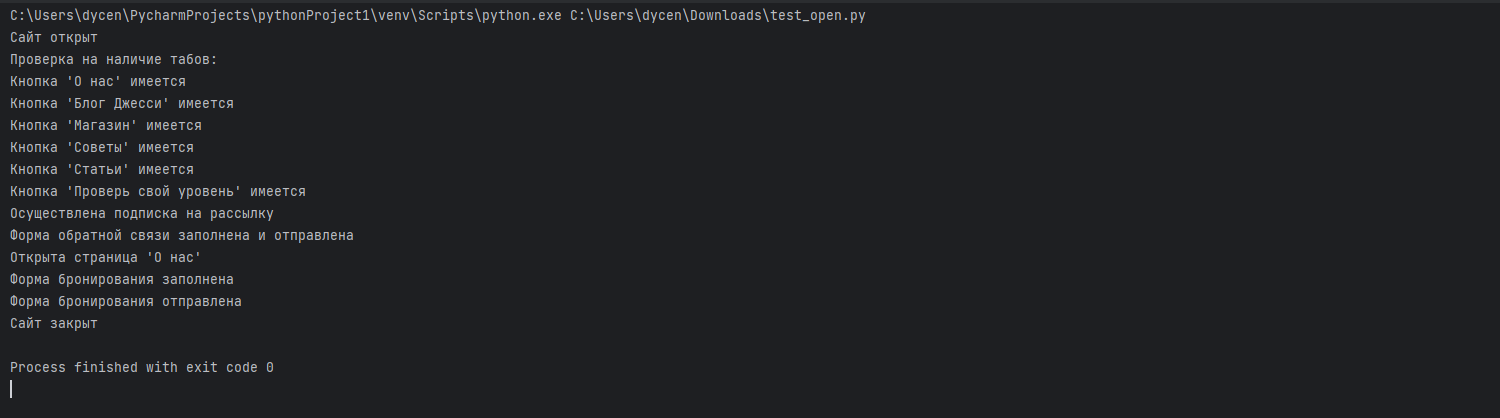 C:\Users\dycen\PycharmProjects\pythonProject1\venv\Scripts\python.exe C:\Users\dycen\Downloads\test_open.py
Сайт открыт
Проверка на наличие табов:
Кнопка 'О нас' имеется
Кнопка 'Блог Джесси' имеется
Кнопка 'Магазин' имеется
Кнопка 'Советы' имеется
Кнопка 'Статьи' имеется
Кнопка 'Проверь свой уровень' имеется
Осуществлена подписка на рассылку
Форма обратной связи заполнена и отправлена
Открыта страница 'О нас'
Форма бронирования заполнена
Форма бронирования отправлена
Сайт закрыт
Process finished with exit code 0